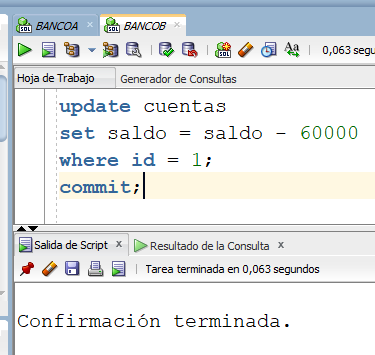 BANCOA
BANCOB
SQL
0,063 segu
Hoja de Trabajo Generador de Consultas
update cuentas
set saldo = saldo - 60000
where id = 1;
commit;
Salida de Script x Resultado de la Consulta x
Tarea terminada en 0,063 segundos
Confirmación terminada.